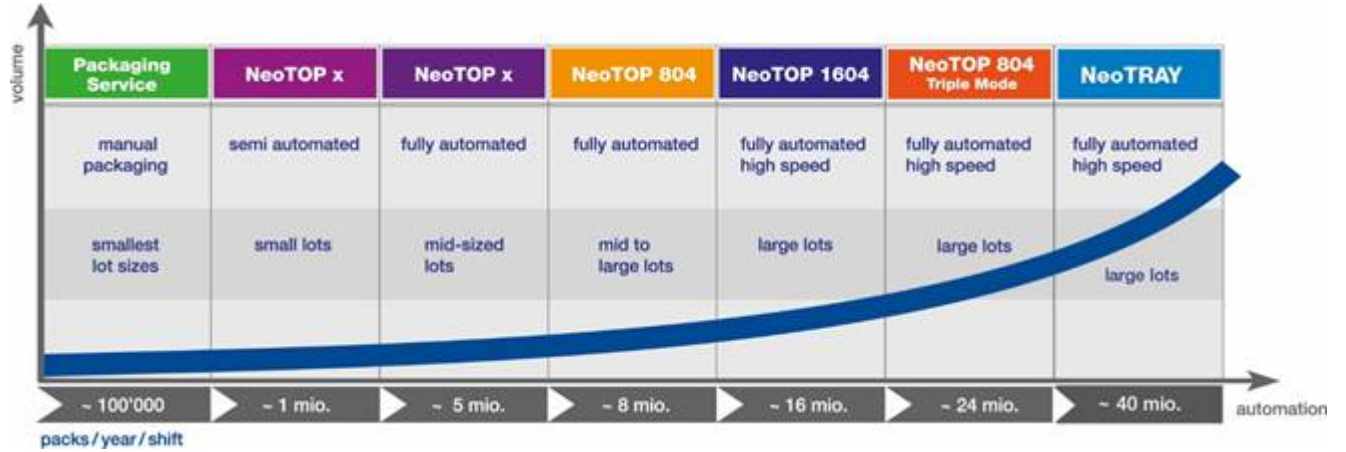 volume
Packaging
Service
NeoTOP x
NeoTOP x
NeoTOP 804
NeoTOP 1604
NeoTOP 804
Triple Mode
NeoTRAY
manual
packaging
semi automated
fully automated
fully automated
fully automated
high speed
fully automated
high speed
fully automated
high speed
smallest
lot sizes
small lots
mid-sized
lots
mid to
large lots
large lots
large lots
large lots
~ 100'000
~ 1 mio.
~ 5 mio.
~ 8 mio.
~ 16 mio.
~ 24 mio.
~ 40 mio.
automation
packs / year / shift